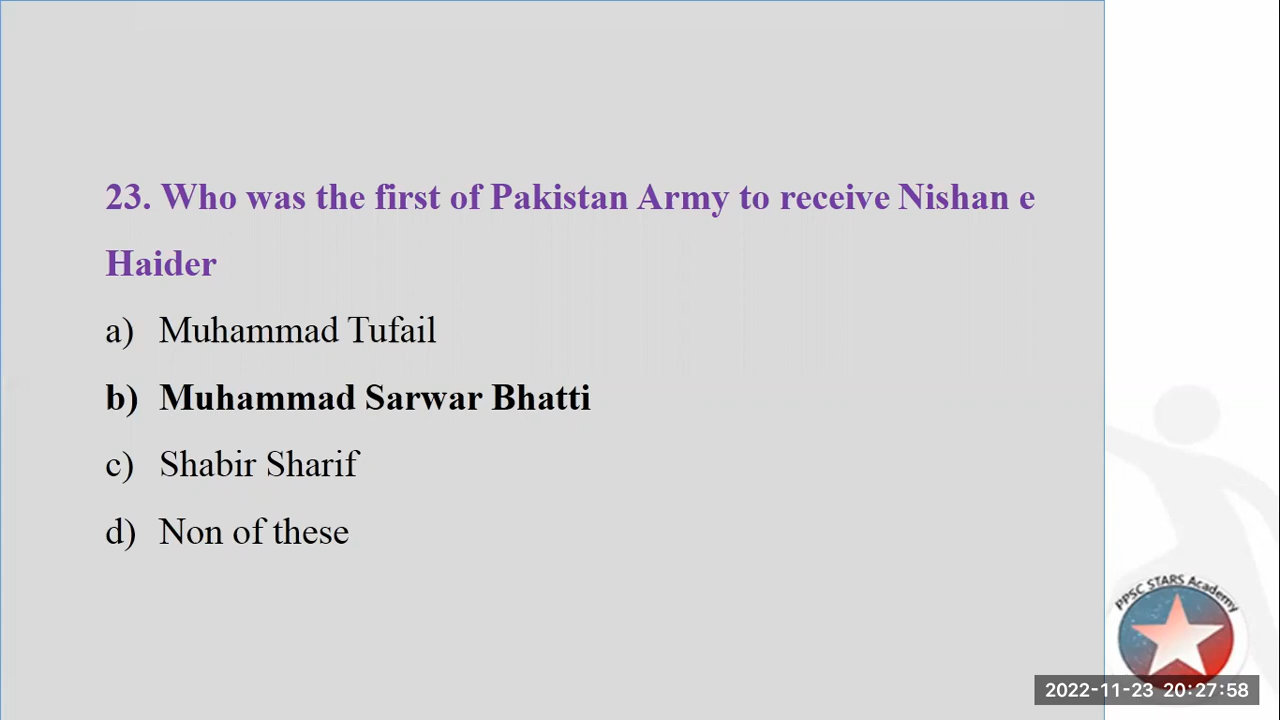 23. Who was the first of Pakistan Army to receive Nishan e
Haider
a) Muhammad Tufail
b) Muhammad Sarwar Bhatti
c) Shabir Sharif
d) Non of these
PPSC STARS Academy
2022-11-23 20:27:58